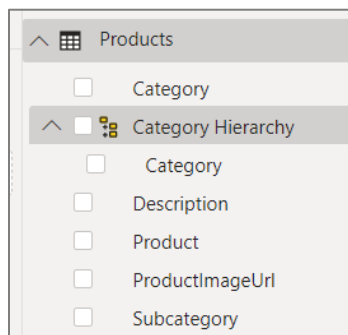 Products
Category
Category Hierarchy
Category
Description
Product
ProductImageUrl
Subcategory